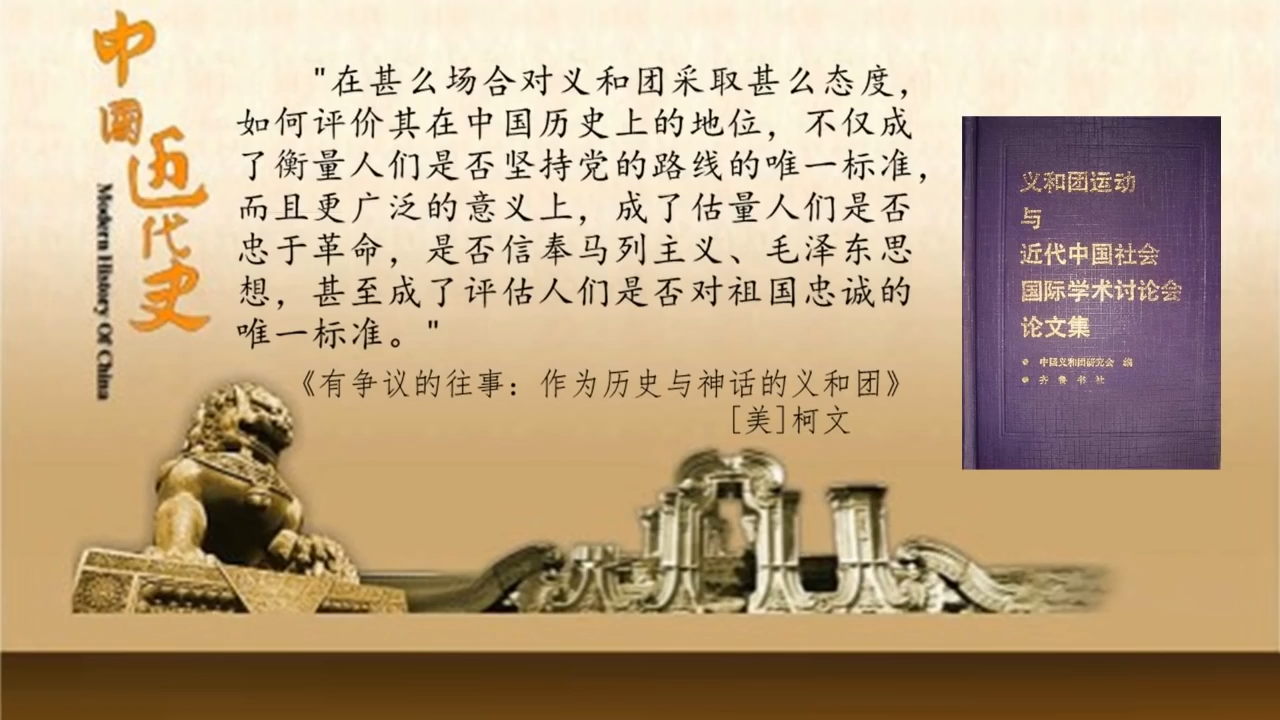 中国近代史
Modern History Of China
"在甚么场合对义和团采取甚么态度，
如何评价其在中国历史上的地位，不仅成
了衡量人们是否坚持党的路线的唯一标准，
而且更广泛的意义上，成了估量人们是否
忠于革命，是否信奉马列主义、毛泽东思
想，甚至成了评估人们是否对祖国忠诚的
唯一标准。"
《有争议的往事：作为历史与神话的义和团》
[美]柯文
义和团运动
与
近代中国社会
国际学术讨论会
论文集
中国义和团研究会 编
齐鲁书社